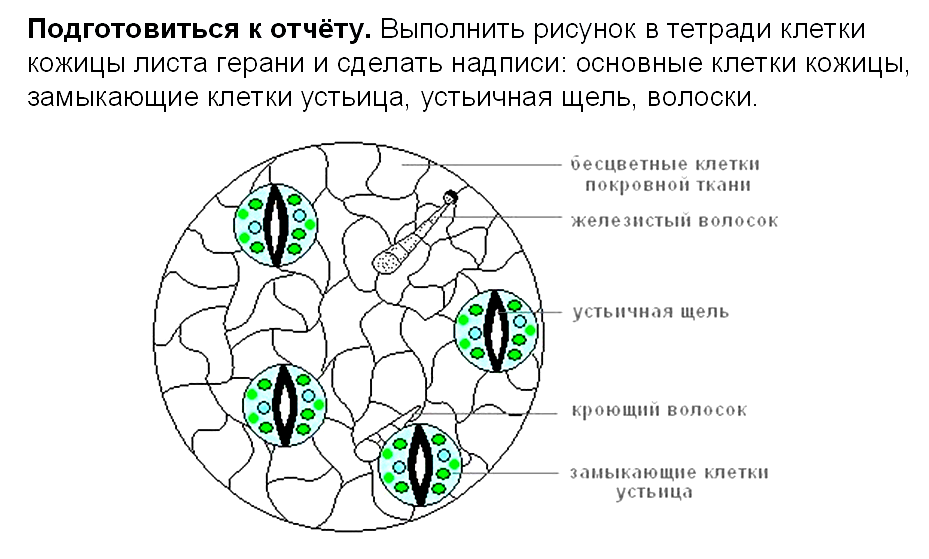 Подготовиться к отчёту. Выполнить рисунок в тетради клетки
кожицы листа герани и сделать надписи: основные клетки кожицы,
замыкающие клетки устьица, устьичная щель, волоски.
бесцветные клетки
покровной ткани
железистый волосок
устьичная щель
кроющий волосок
замыкающие клетки
устьица